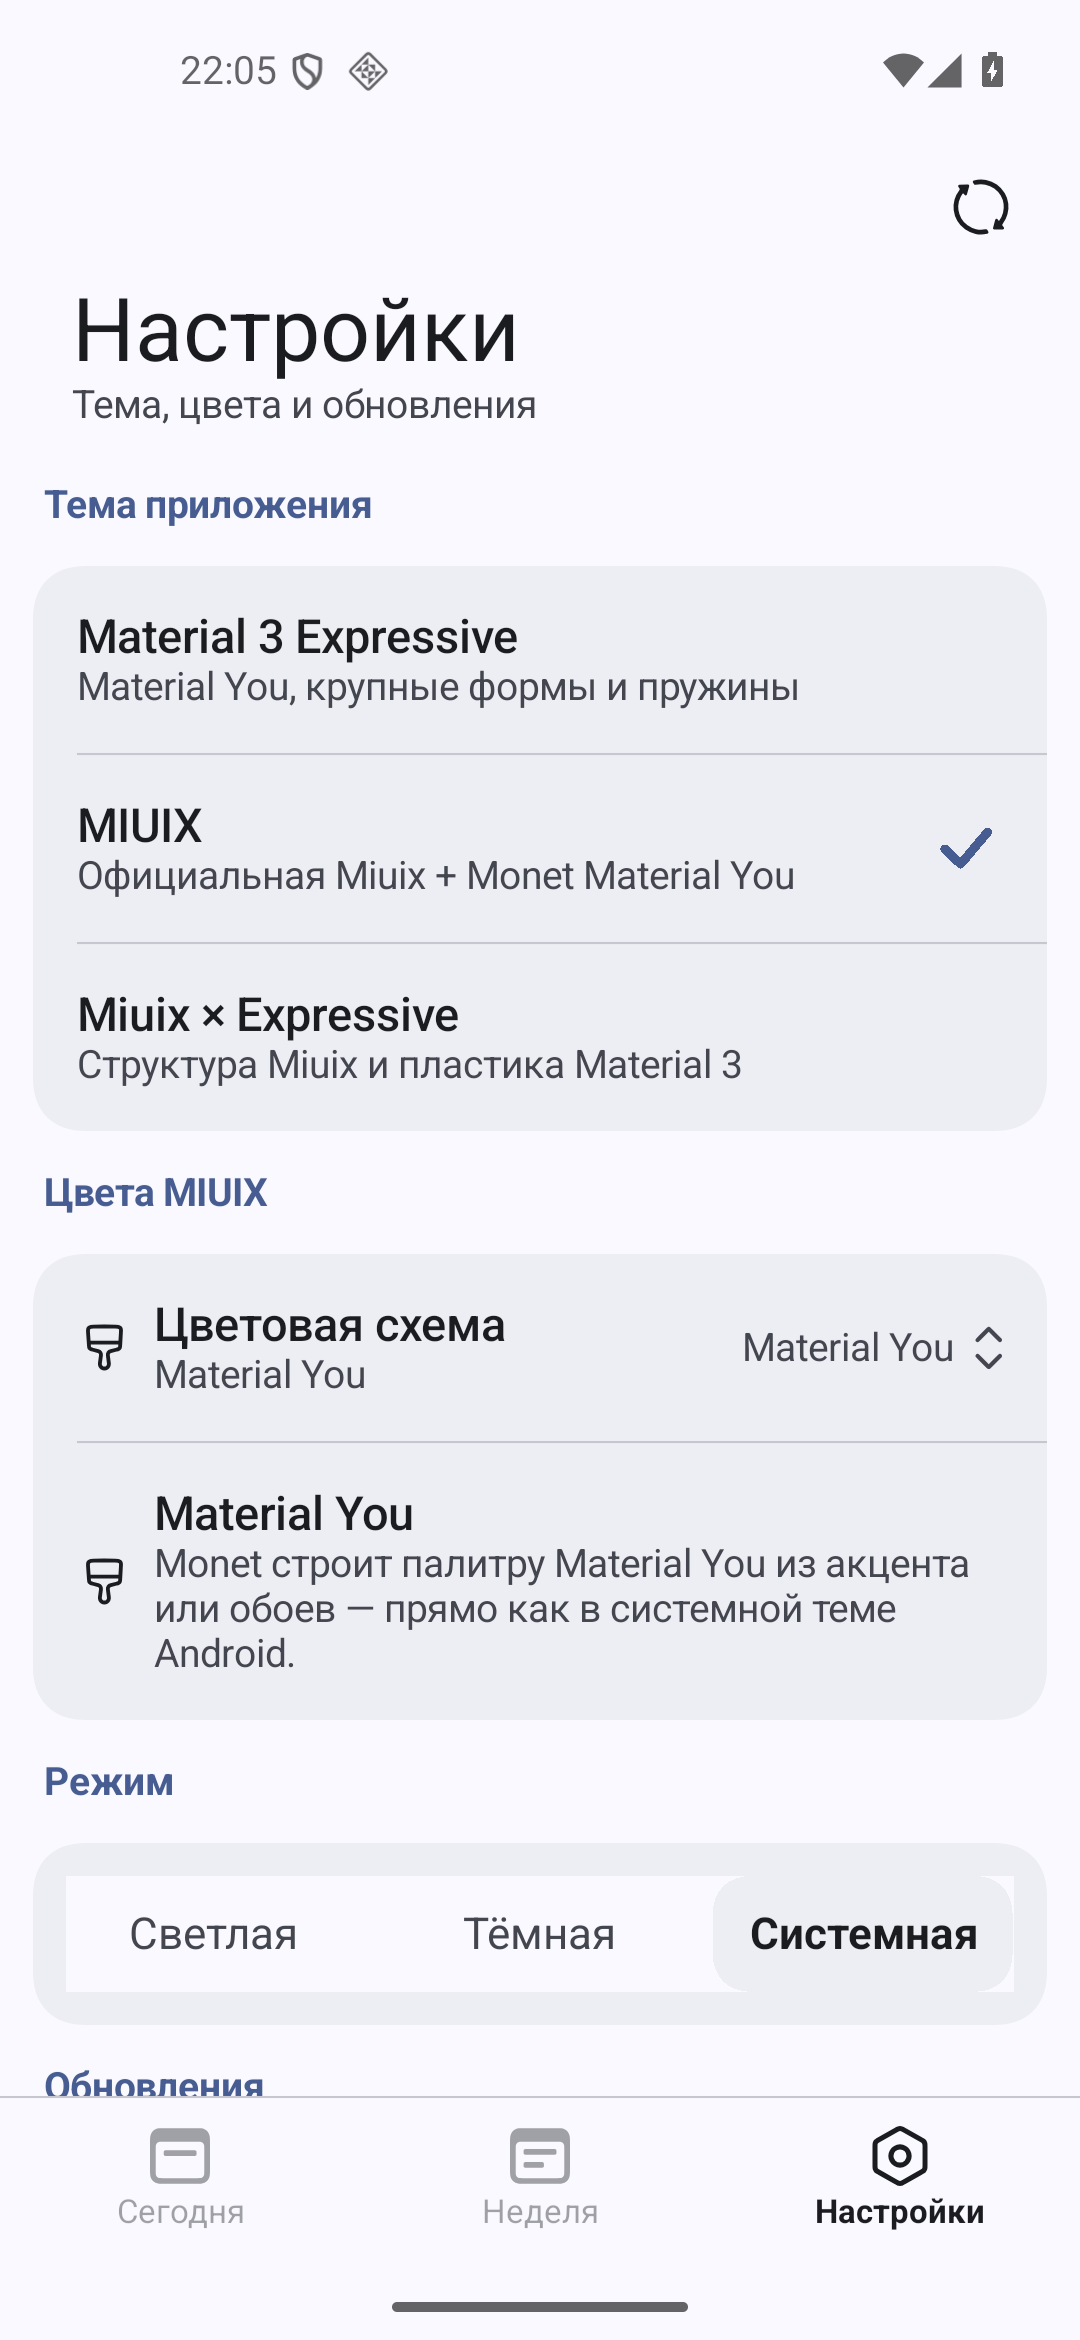 22:05
Настройки
Тема, цвета и обновления
Тема приложения
Material 3 Expressive
Material You, крупные формы и пружины
MIUIX
Официальная Miuix + Monet Material You
Miuix × Expressive
Структура Miuix и пластика Material 3
Цвета MIUIX
Цветовая схема
Material You
Material You
Material You
Monet строит палитру Material You из акцента
или обоев — прямо как в системной теме
Android.
Режим
Светлая
Тёмная
Системная
Обновления
Сегодня
Неделя
Настройки